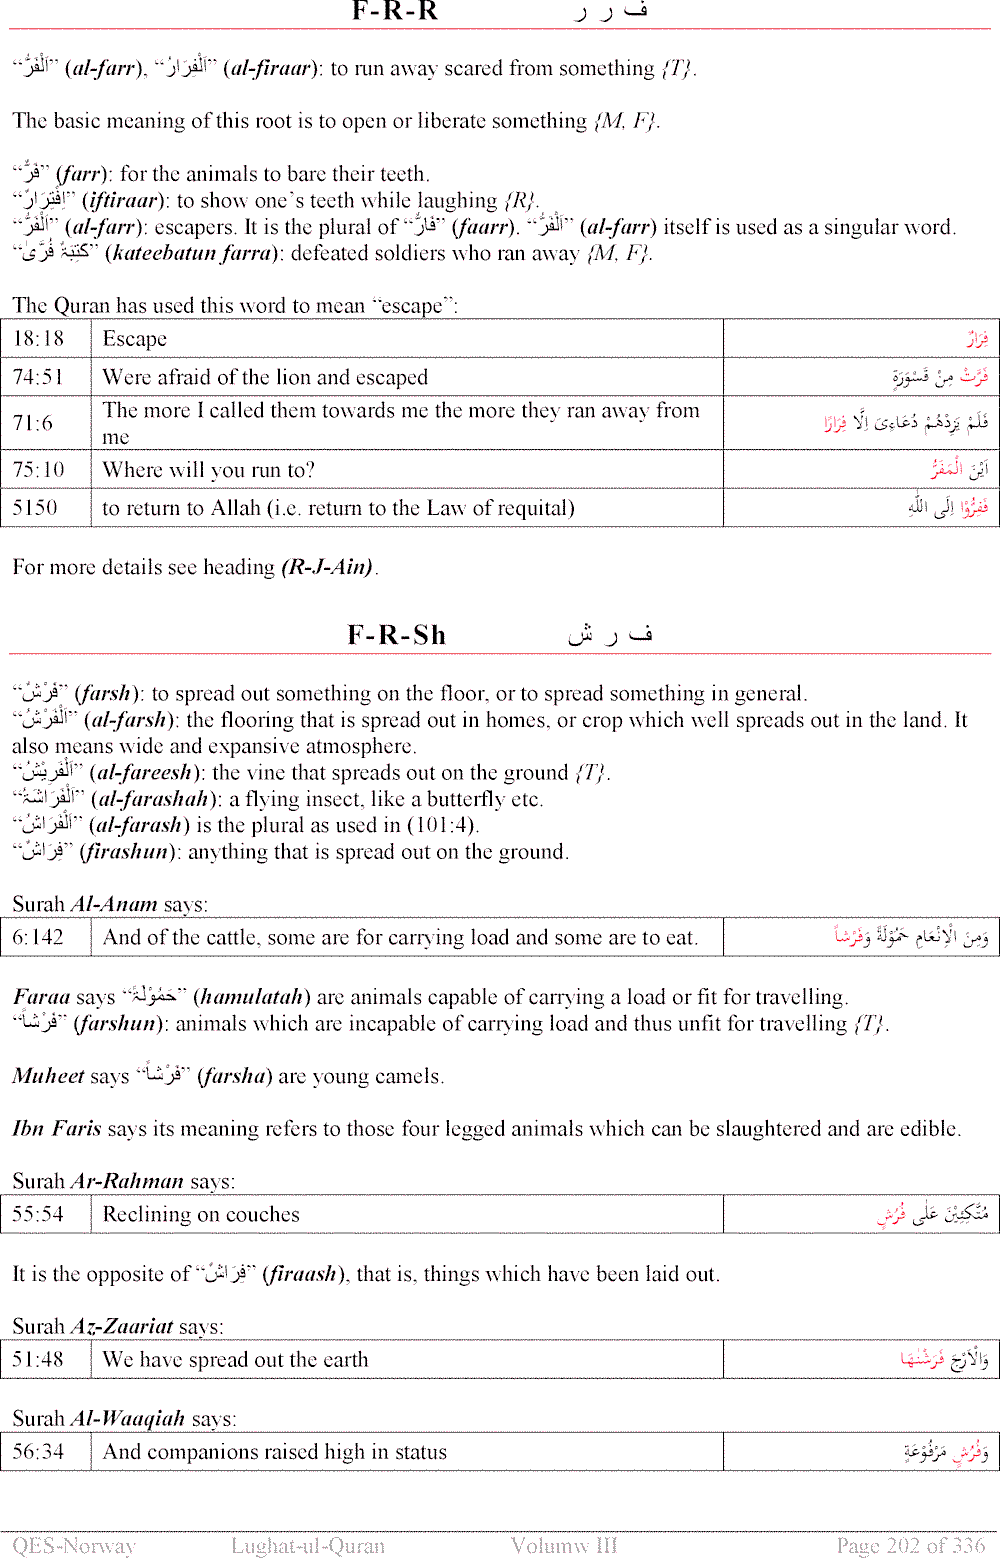 F-R-R ف ر ر
“اَلْفَرُّ” (al-farr), “اَلْفِرَارُ” (al-firaar): to run away scared from something {T}.
The basic meaning of this root is to open or liberate something {M, F}.
“فَرٌّ” (farr): for the animals to bare their teeth.
“اِفْتِرَارٌ” (iftiraar): to show one’s teeth while laughing {R}.
“اَلْفَرُّ” (al-farr): escapers. It is the plural of “فَارٌّ” (faarr). “اَلْفَرُّ” (al-farr) itself is used as a singular word.
“کَتِیْبَۃٌ فُرَّیٰ” (kateebatun farra): defeated soldiers who ran away {M, F}.
The Quran has used this word to mean “escape”:
18:18 Escape فِرَارٌ
74:51 Were afraid of the lion and escaped فَرَّتْ مِنْ قَسْوَرَةٍ
71:6 The more I called them towards me the more they ran away from me فَلَمْ یَزِدْهُمْ دُعَاءِیْ اِلَّا فِرَارًا
75:10 Where will you run to? اَیْنَ الْمَفَرُّ
5150 to return to Allah (i.e. return to the Law of requital) فَفِرُّوْا اِلَی اللّٰهِ
For more details see heading (R-J-Ain).
F-R-Sh ف ر ش
“فَرْشٌ” (farsh): to spread out something on the floor, or to spread something in general.
“اَلْفَرْشُ” (al-farsh): the flooring that is spread out in homes, or crop which well spreads out in the land. It
also means wide and expansive atmosphere.
“اَلْفَرِیْشُ” (al-fareesh): the vine that spreads out on the ground {T}.
“اَلْفَرَاشَۃُ” (al-farashah): a flying insect, like a butterfly etc.
“اَلْفَرَاشُ” (al-farash) is the plural as used in (101:4).
“فِرَاشٌ” (firashun): anything that is spread out on the ground.
Surah Al-Anam says:
6:142 And of the cattle, some are for carrying load and some are to eat. وَمِنَ الْاِنْعَامِ حَمُوْلَةً وَفَرْشاً
Faraa says “حَمُوْلَۃً” (hamulatah) are animals capable of carrying a load or fit for travelling.
“فَرْشاً” (farshun): animals which are incapable of carrying load and thus unfit for travelling {T}.
Muheet says “فَرْشاً” (farsha) are young camels.
Ibn Faris says its meaning refers to those four legged animals which can be slaughtered and are edible.
Surah Ar-Rahman says:
55:54 Reclining on couches مُتَّکِئِیْنَ عَلٰی فُرُشٍ
It is the opposite of “فِرَاشٌ” (firaash), that is, things which have been laid out.
Surah Az-Zaariat says:
51:48 We have spread out the earth وَالْاَرْجَ فَرَشْنٰهَا
Surah Al-Waaqiah says:
56:34 And companions raised high in status وَفُرُشٍ مَرْفُوْعَةٍ
QES-Norway Lughat-ul-Quran Volumw III Page 202 of 336